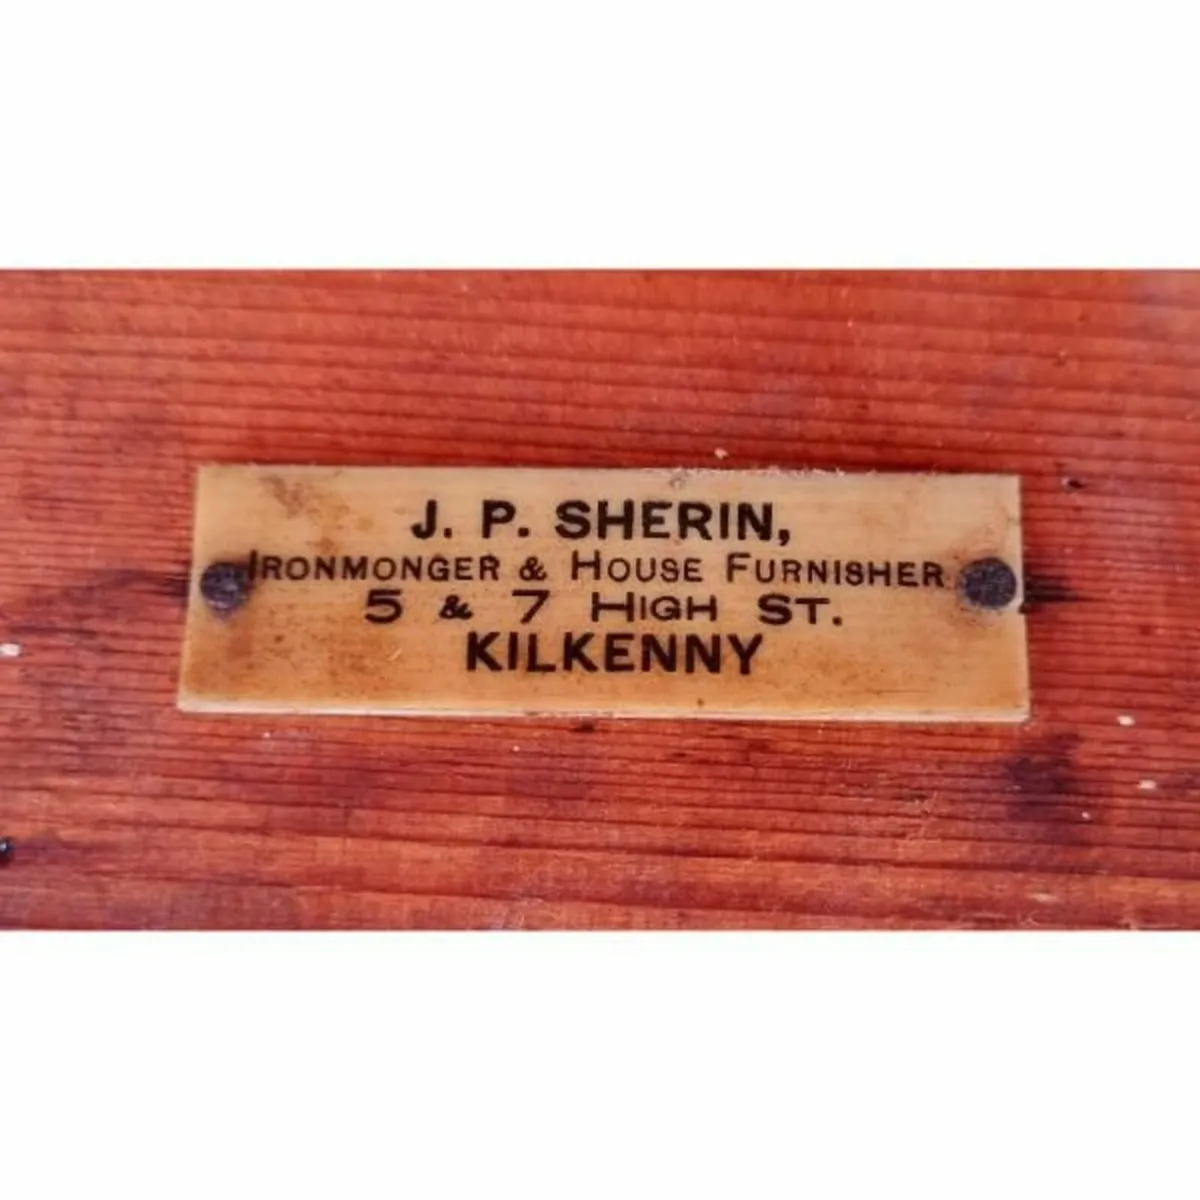 J. P. SHERIN,
IRONMONGER & HOUSE FURNISHER
5 & 7 HIGH ST.
KILKENNY